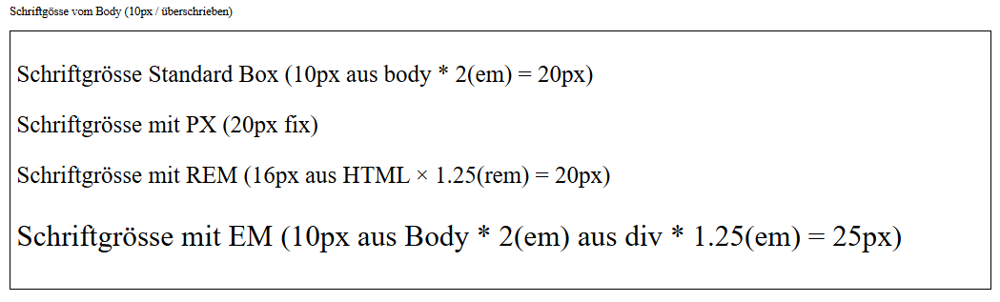 Schriftgösse vom Body (10px / überschrieben)
Schriftgrösse Standard Box (10px aus body * 2(em) = 20px)
Schriftgrösse mit PX (20px fix)
Schriftgrösse mit REM (16px aus HTML × 1.25(rem) = 20px)
Schriftgrösse mit EM (10px aus Body * 2(em) aus div * 1.25(em) = 25px)